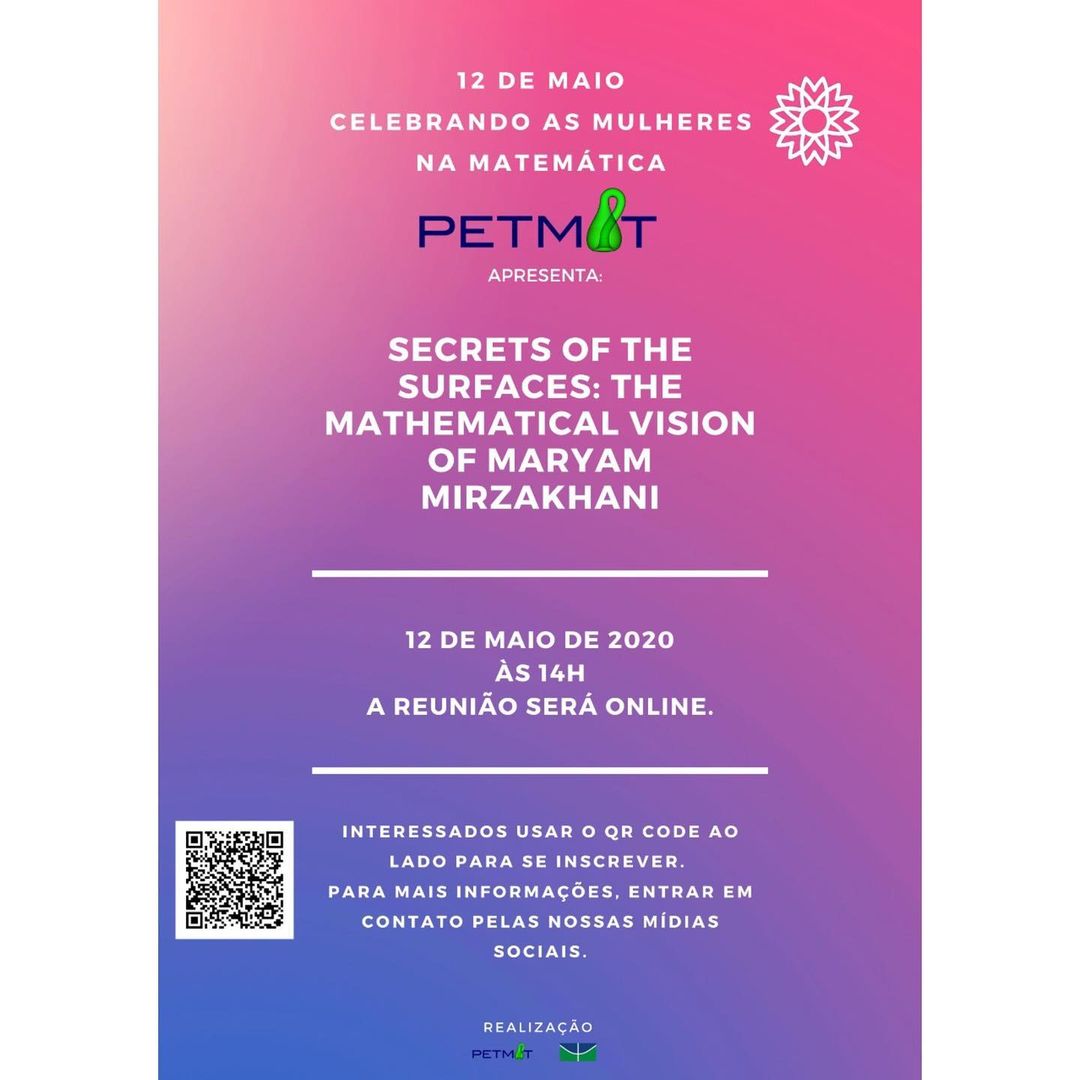 12 DE MAIO
CELEBRANDO AS MULHERES
NA MATEMÁTICA
PETMAT
APRESENTA:
SECRETS OF THE
SURFACES: THE
MATHEMATICAL VISION
OF MARYAM
MIRZAKHANI
12 DE MAIO DE 2020
ÀS 14H
A REUNIÃO SERÁ ONLINE.
INTERESSADOS USAR O QR CODE AO
LADO PARA SE INSCREVER.
PARA MAIS INFORMAÇÕES, ENTRAR EM
CONTATO PELAS NOSSAS MÍDIAS
SOCIAIS.
REALIZAÇÃO
PETMAT